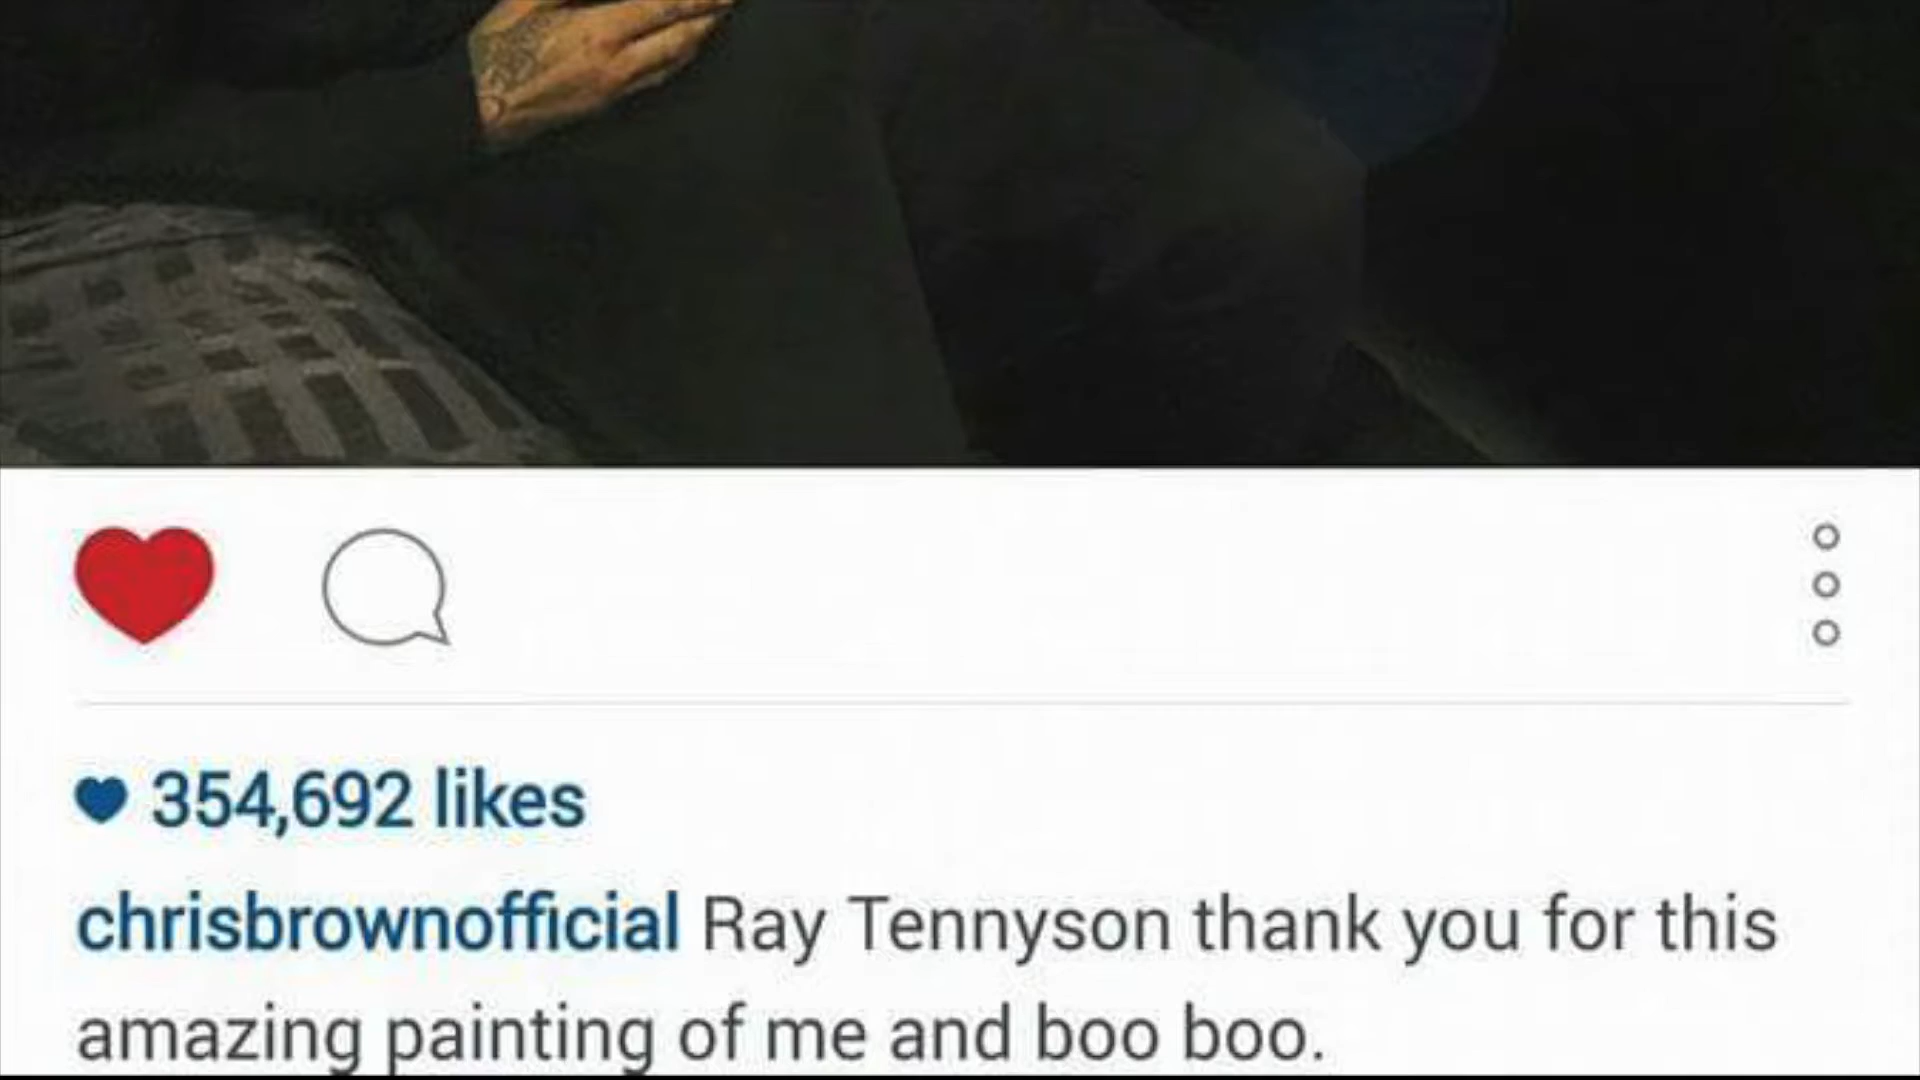 354,692 likes
chrisbrownofficial Ray Tennyson thank you for this
amazing painting of me and boo boo.